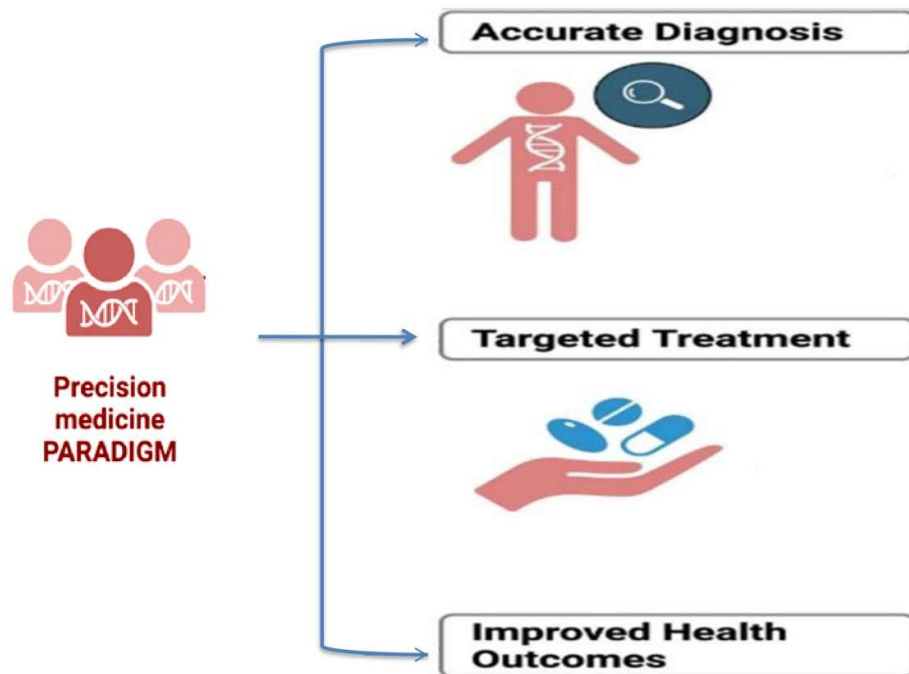 Accurate Diagnosis
Precision
medicine
PARADIGM
Targeted Treatment
Improved Health
Outcomes